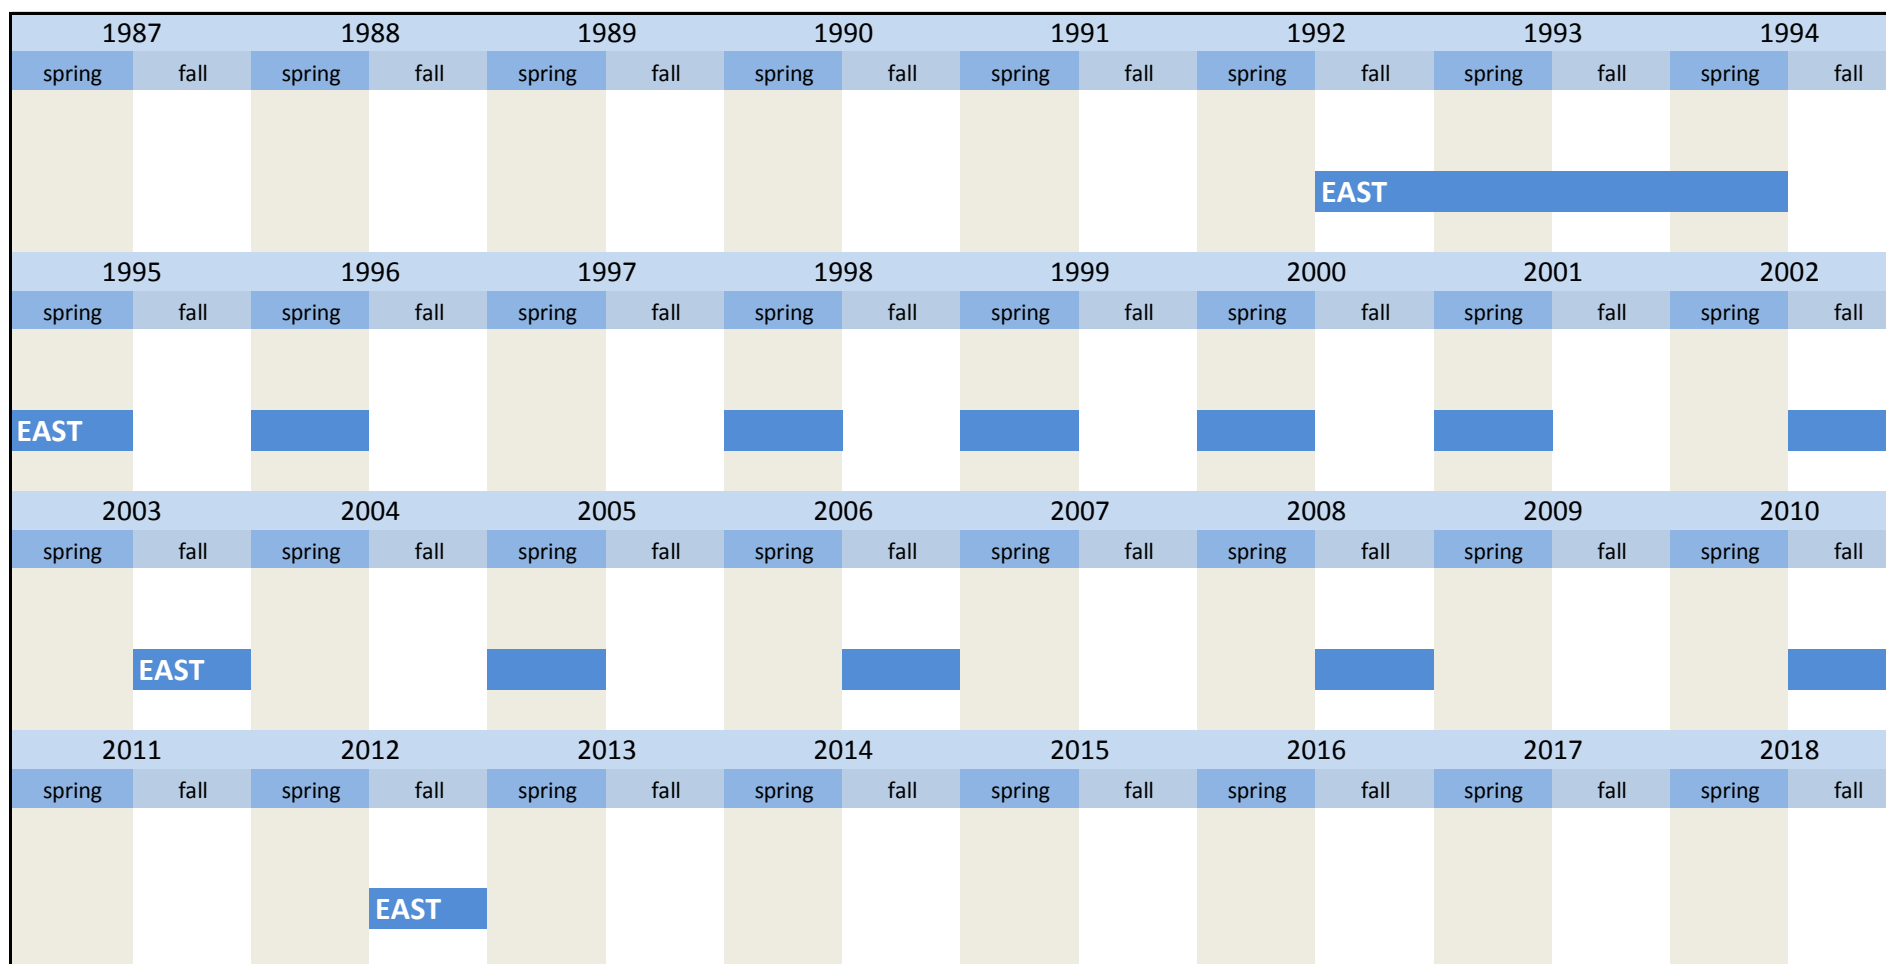 1987 1988 1989 1990 1991 1992 1993 1994
spring fall spring fall spring fall spring fall spring fall spring fall spring fall spring fall
EAST
1995 1996 1997 1998 1999 2000 2001 2002
spring fall spring fall spring fall spring fall spring fall spring fall spring fall spring fall
EAST
2003 2004 2005 2006 2007 2008 2009 2010
spring fall spring fall spring fall spring fall spring fall spring fall spring fall spring fall
EAST
2011 2012 2013 2014 2015 2016 2017 2018
spring fall spring fall spring fall spring fall spring fall spring fall spring fall spring fall
EAST